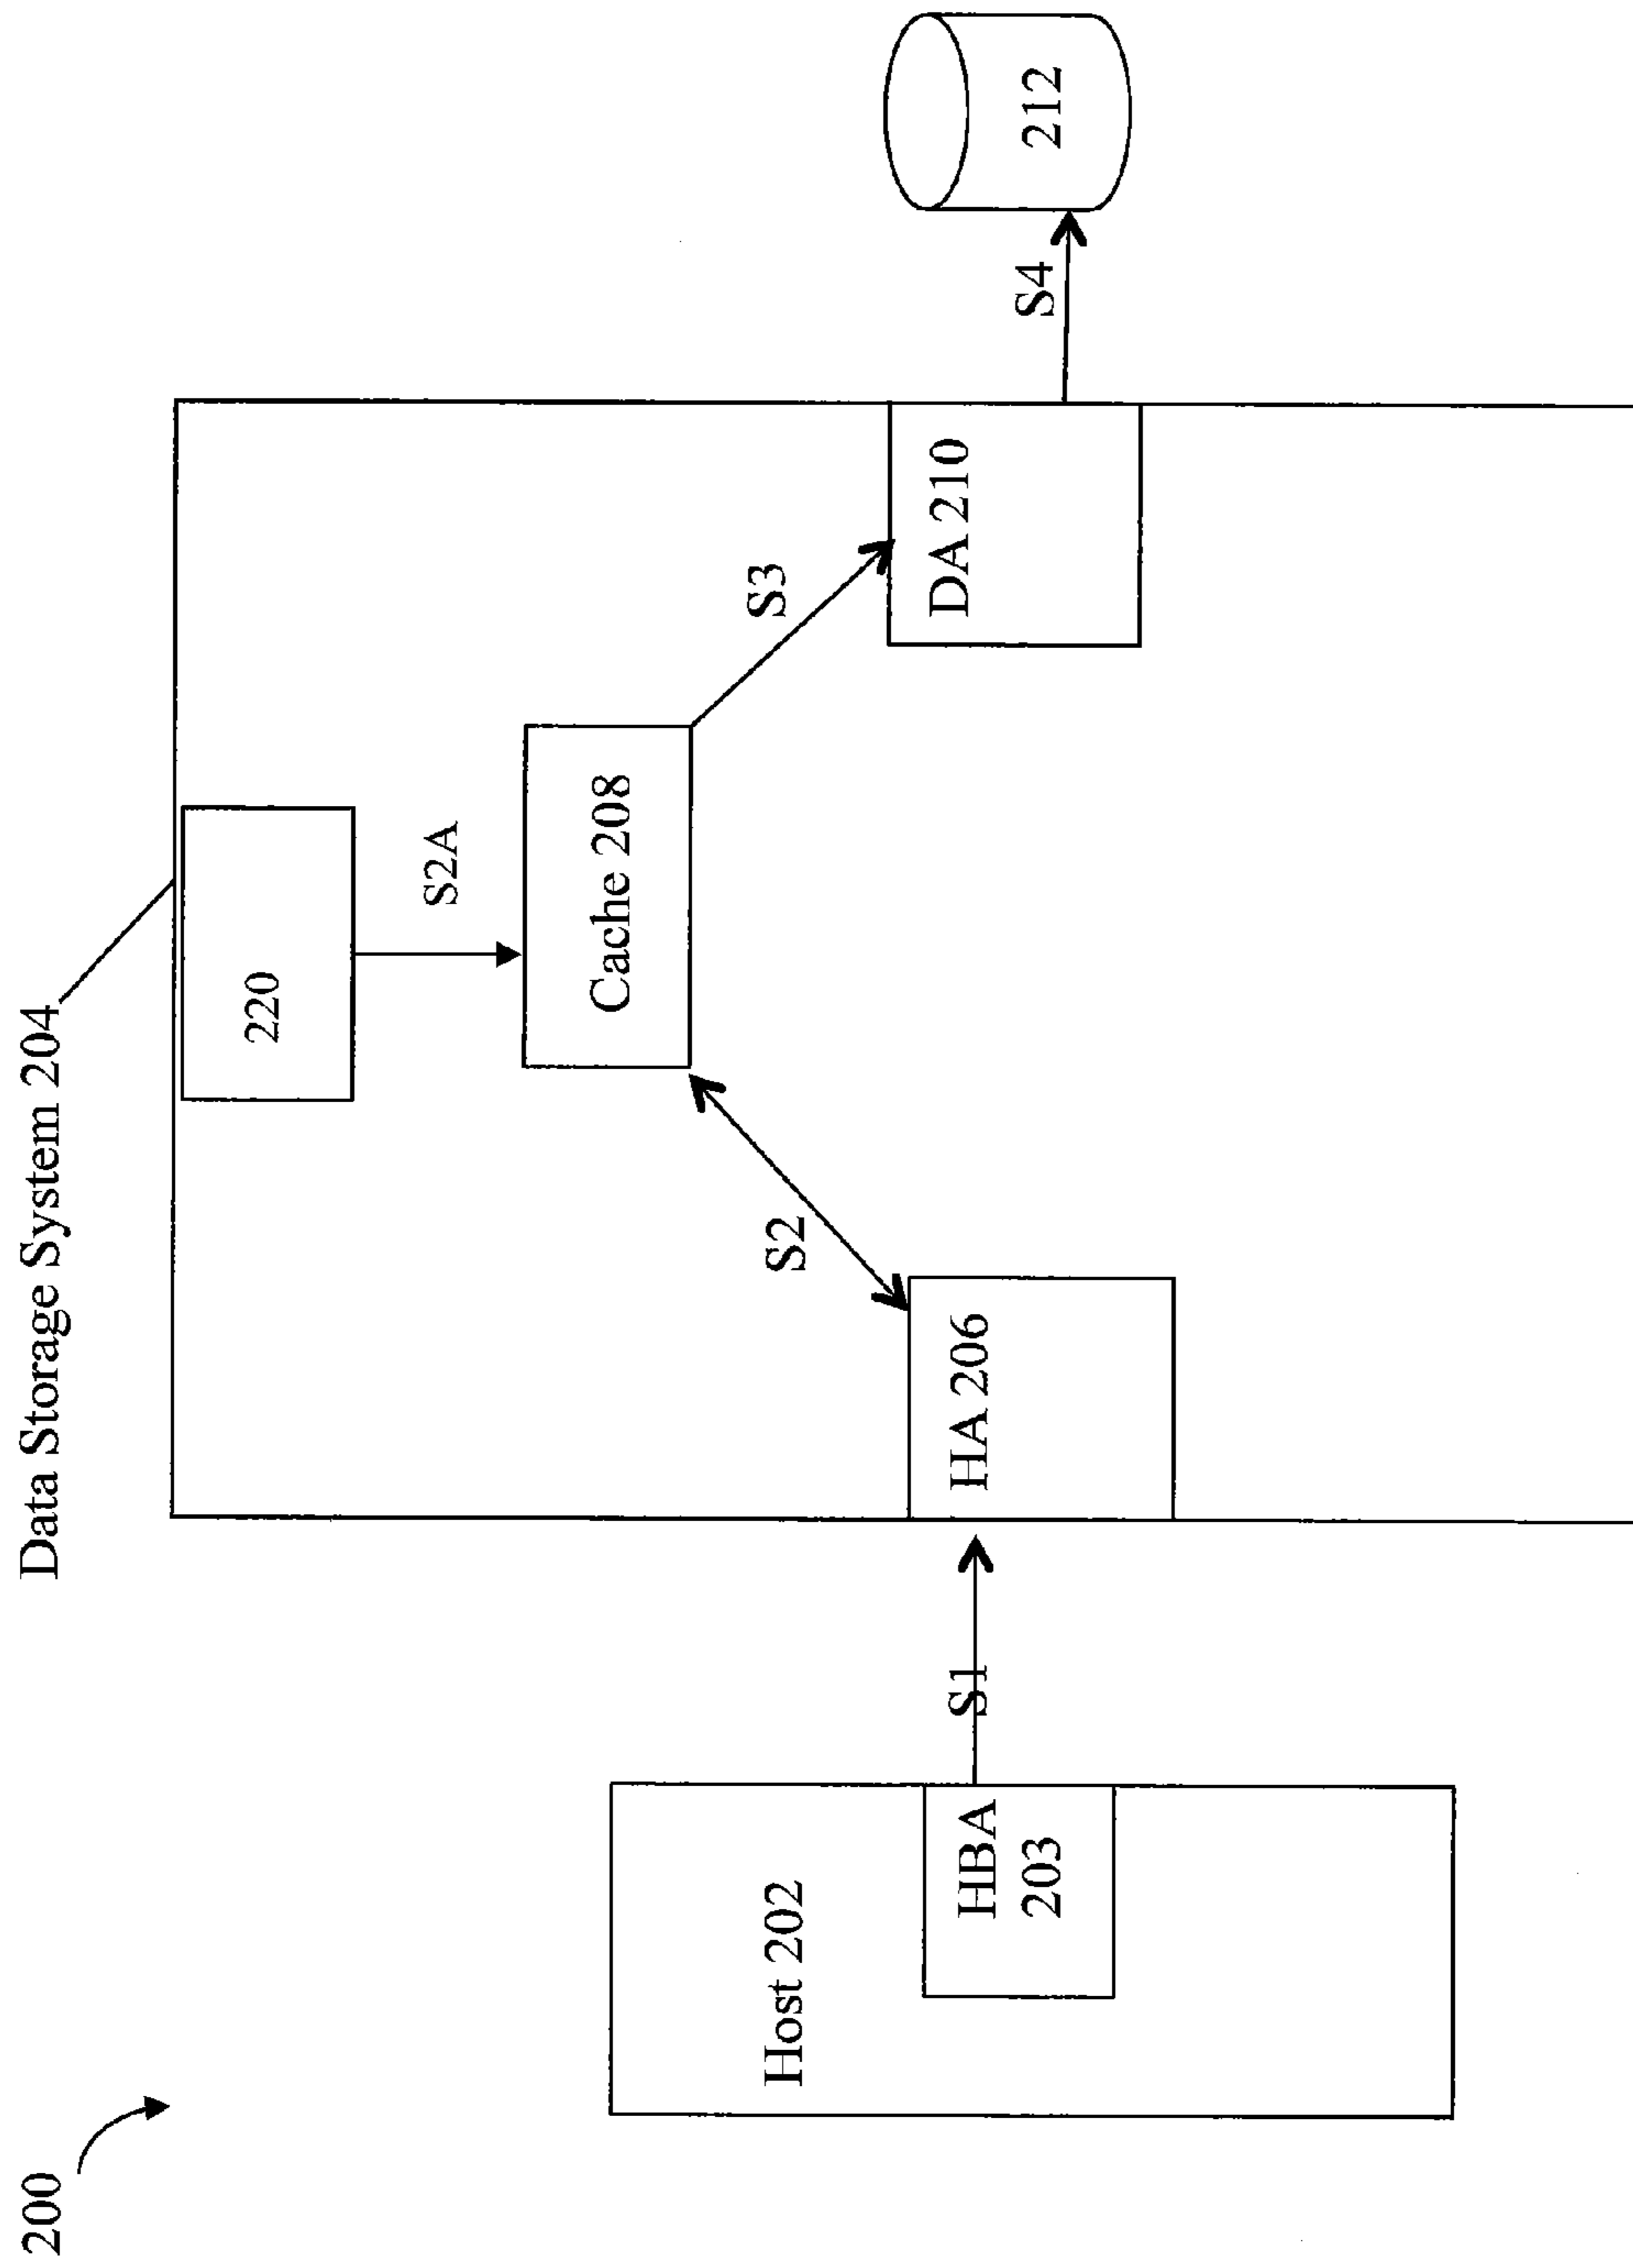 200
Data Storage System 204
220
S2A
Cache 208
S2
S3
Host 202
HBA
203
S1
HA 206
DA 210
S4
212